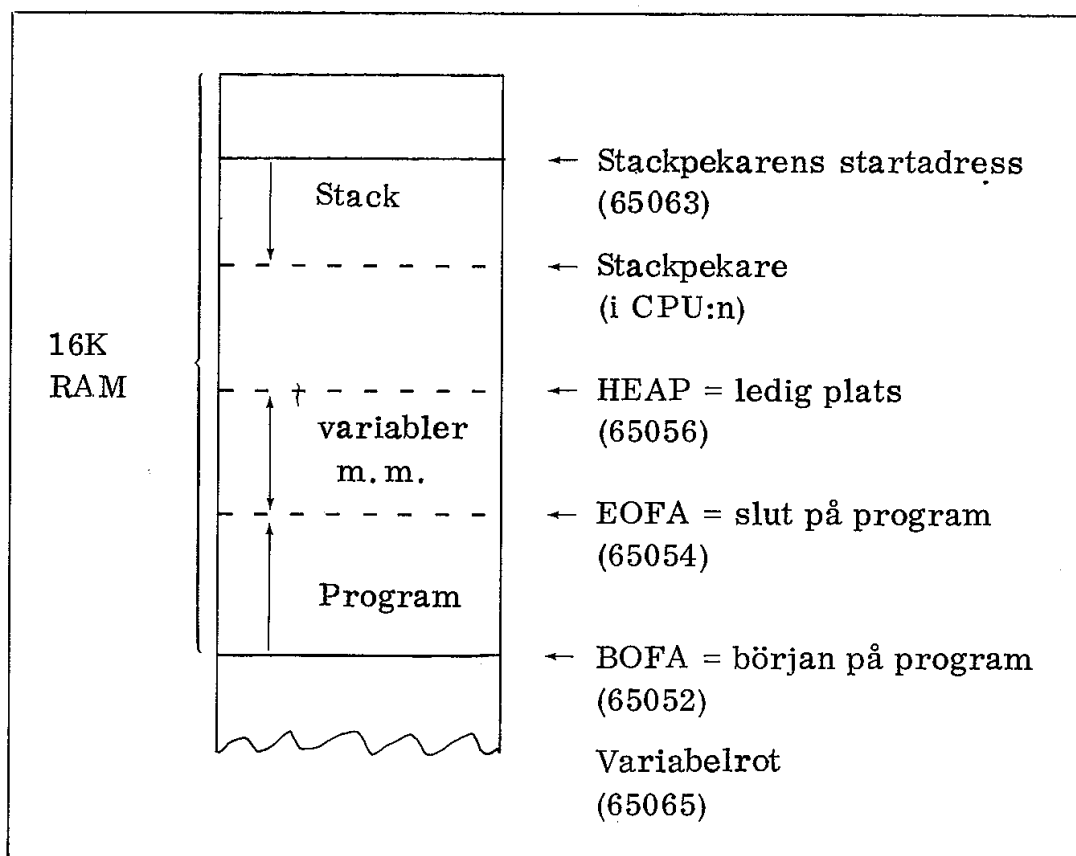 ← Stackpekarens startadress
(65063)
Stack
← Stackpekare
(i CPU:n)
16K
RAM
← HEAP = ledig plats
(65056)
variabler
m.m.
← EOFA = slut på program
(65054)
Program
← BOFA = början på program
(65052)
Variabelrot
(65065)